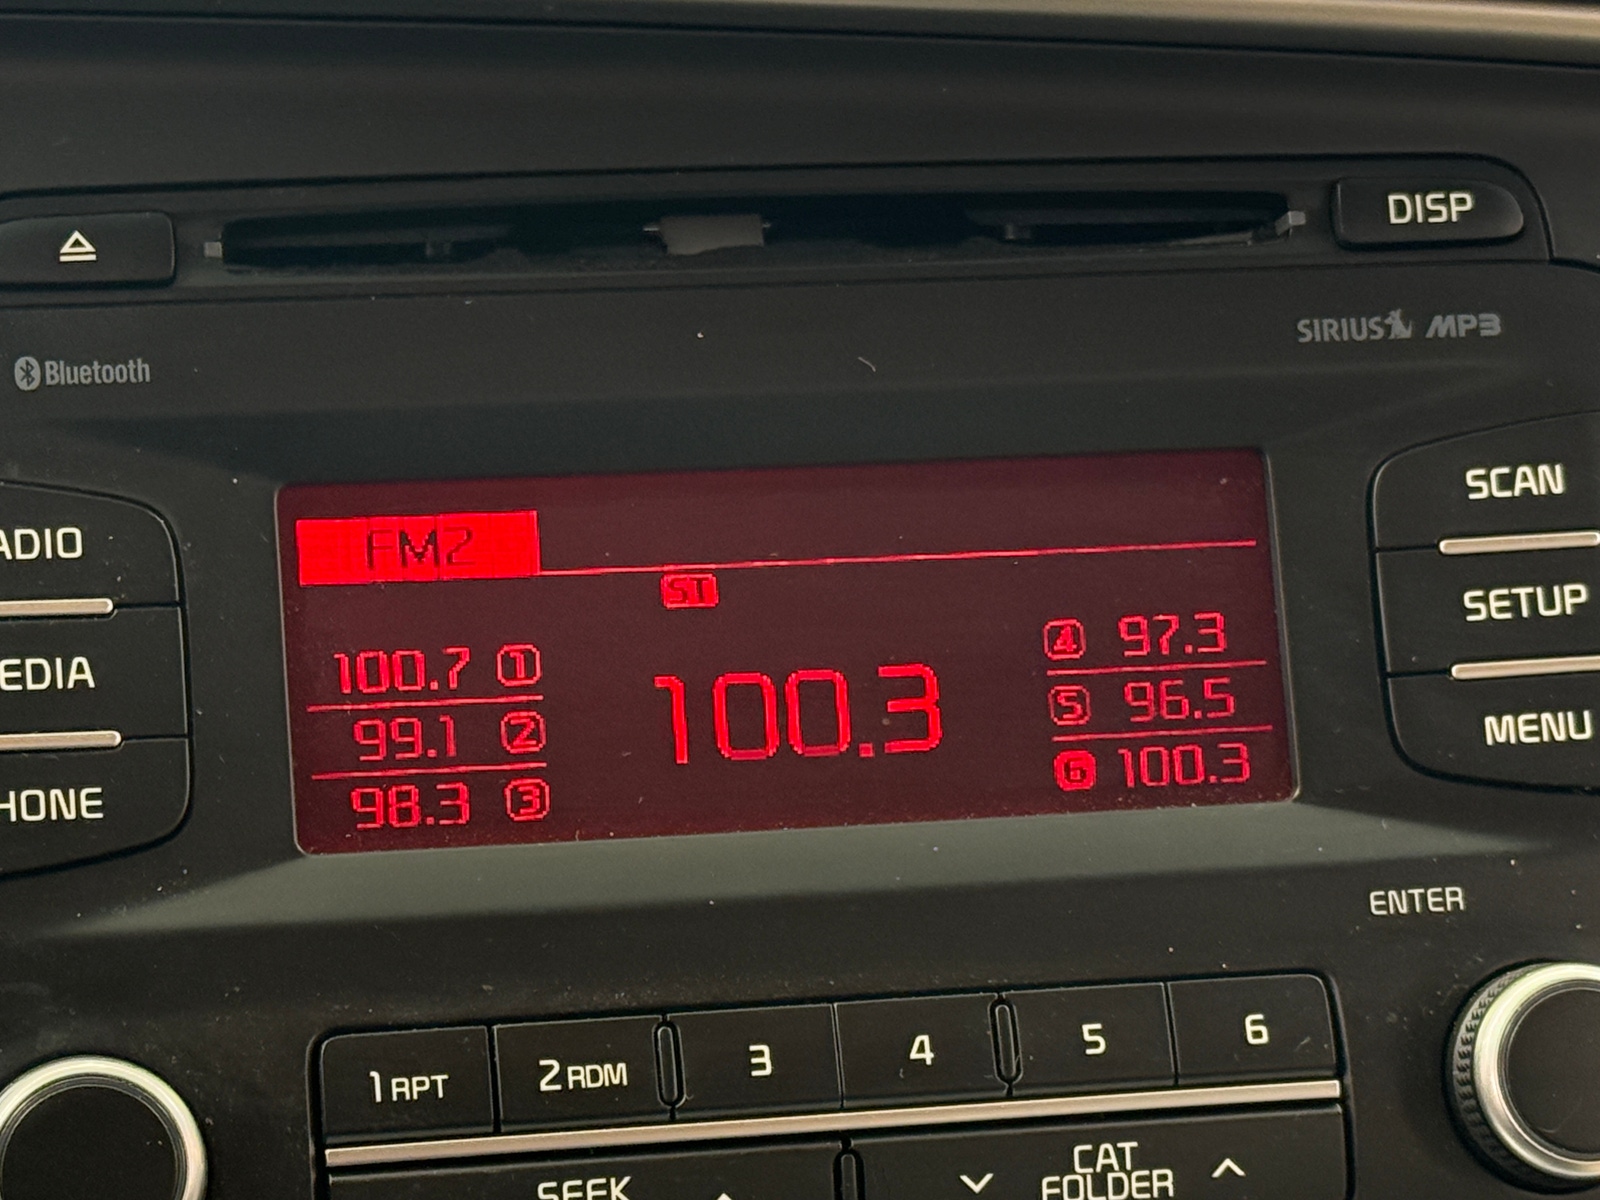 DISP
SIRIUS MP3
Bluetooth
ADIO
EDIA
HONE
SCAN
SETUP
MENU
FM2
ST
100.7 1
99.1 2
98.3 3
100.3
4 97.3
5 96.5
6 100.3
ENTER
1 RPT
2 RDM
3
4
5
6
SEEK
CAT
FOLDER